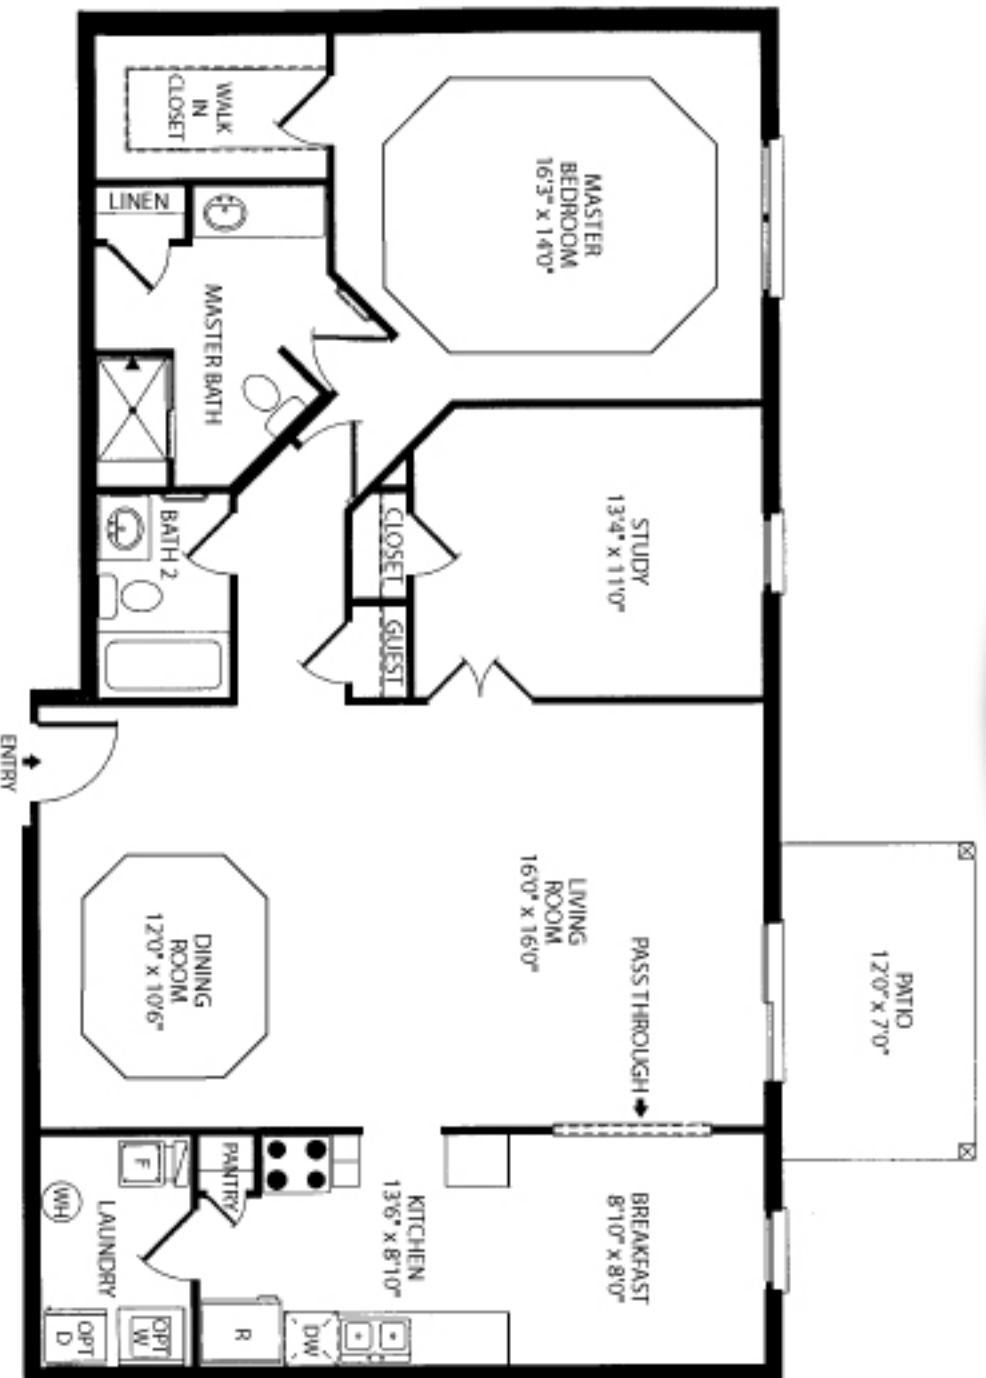 WALK
IN
CLOSET
MASTER
BEDROOM
16'3" x 14'0"
LINEN
MASTER BATH
BATH 2
CLOSET
GUEST
STUDY
13'4" x 11'0"
ENTRY
DINING
ROOM
12'0" x 10'6"
LIVING
ROOM
16'0" x 16'0"
PASS THROUGH
PATIO
12'0" x 7'0"
F
WH
LAUNDRY
OPT
D
OPT
W
PANTRY
KITCHEN
13'6" x 8'10"
R
DW
BREAKFAST
8'10" x 8'0"